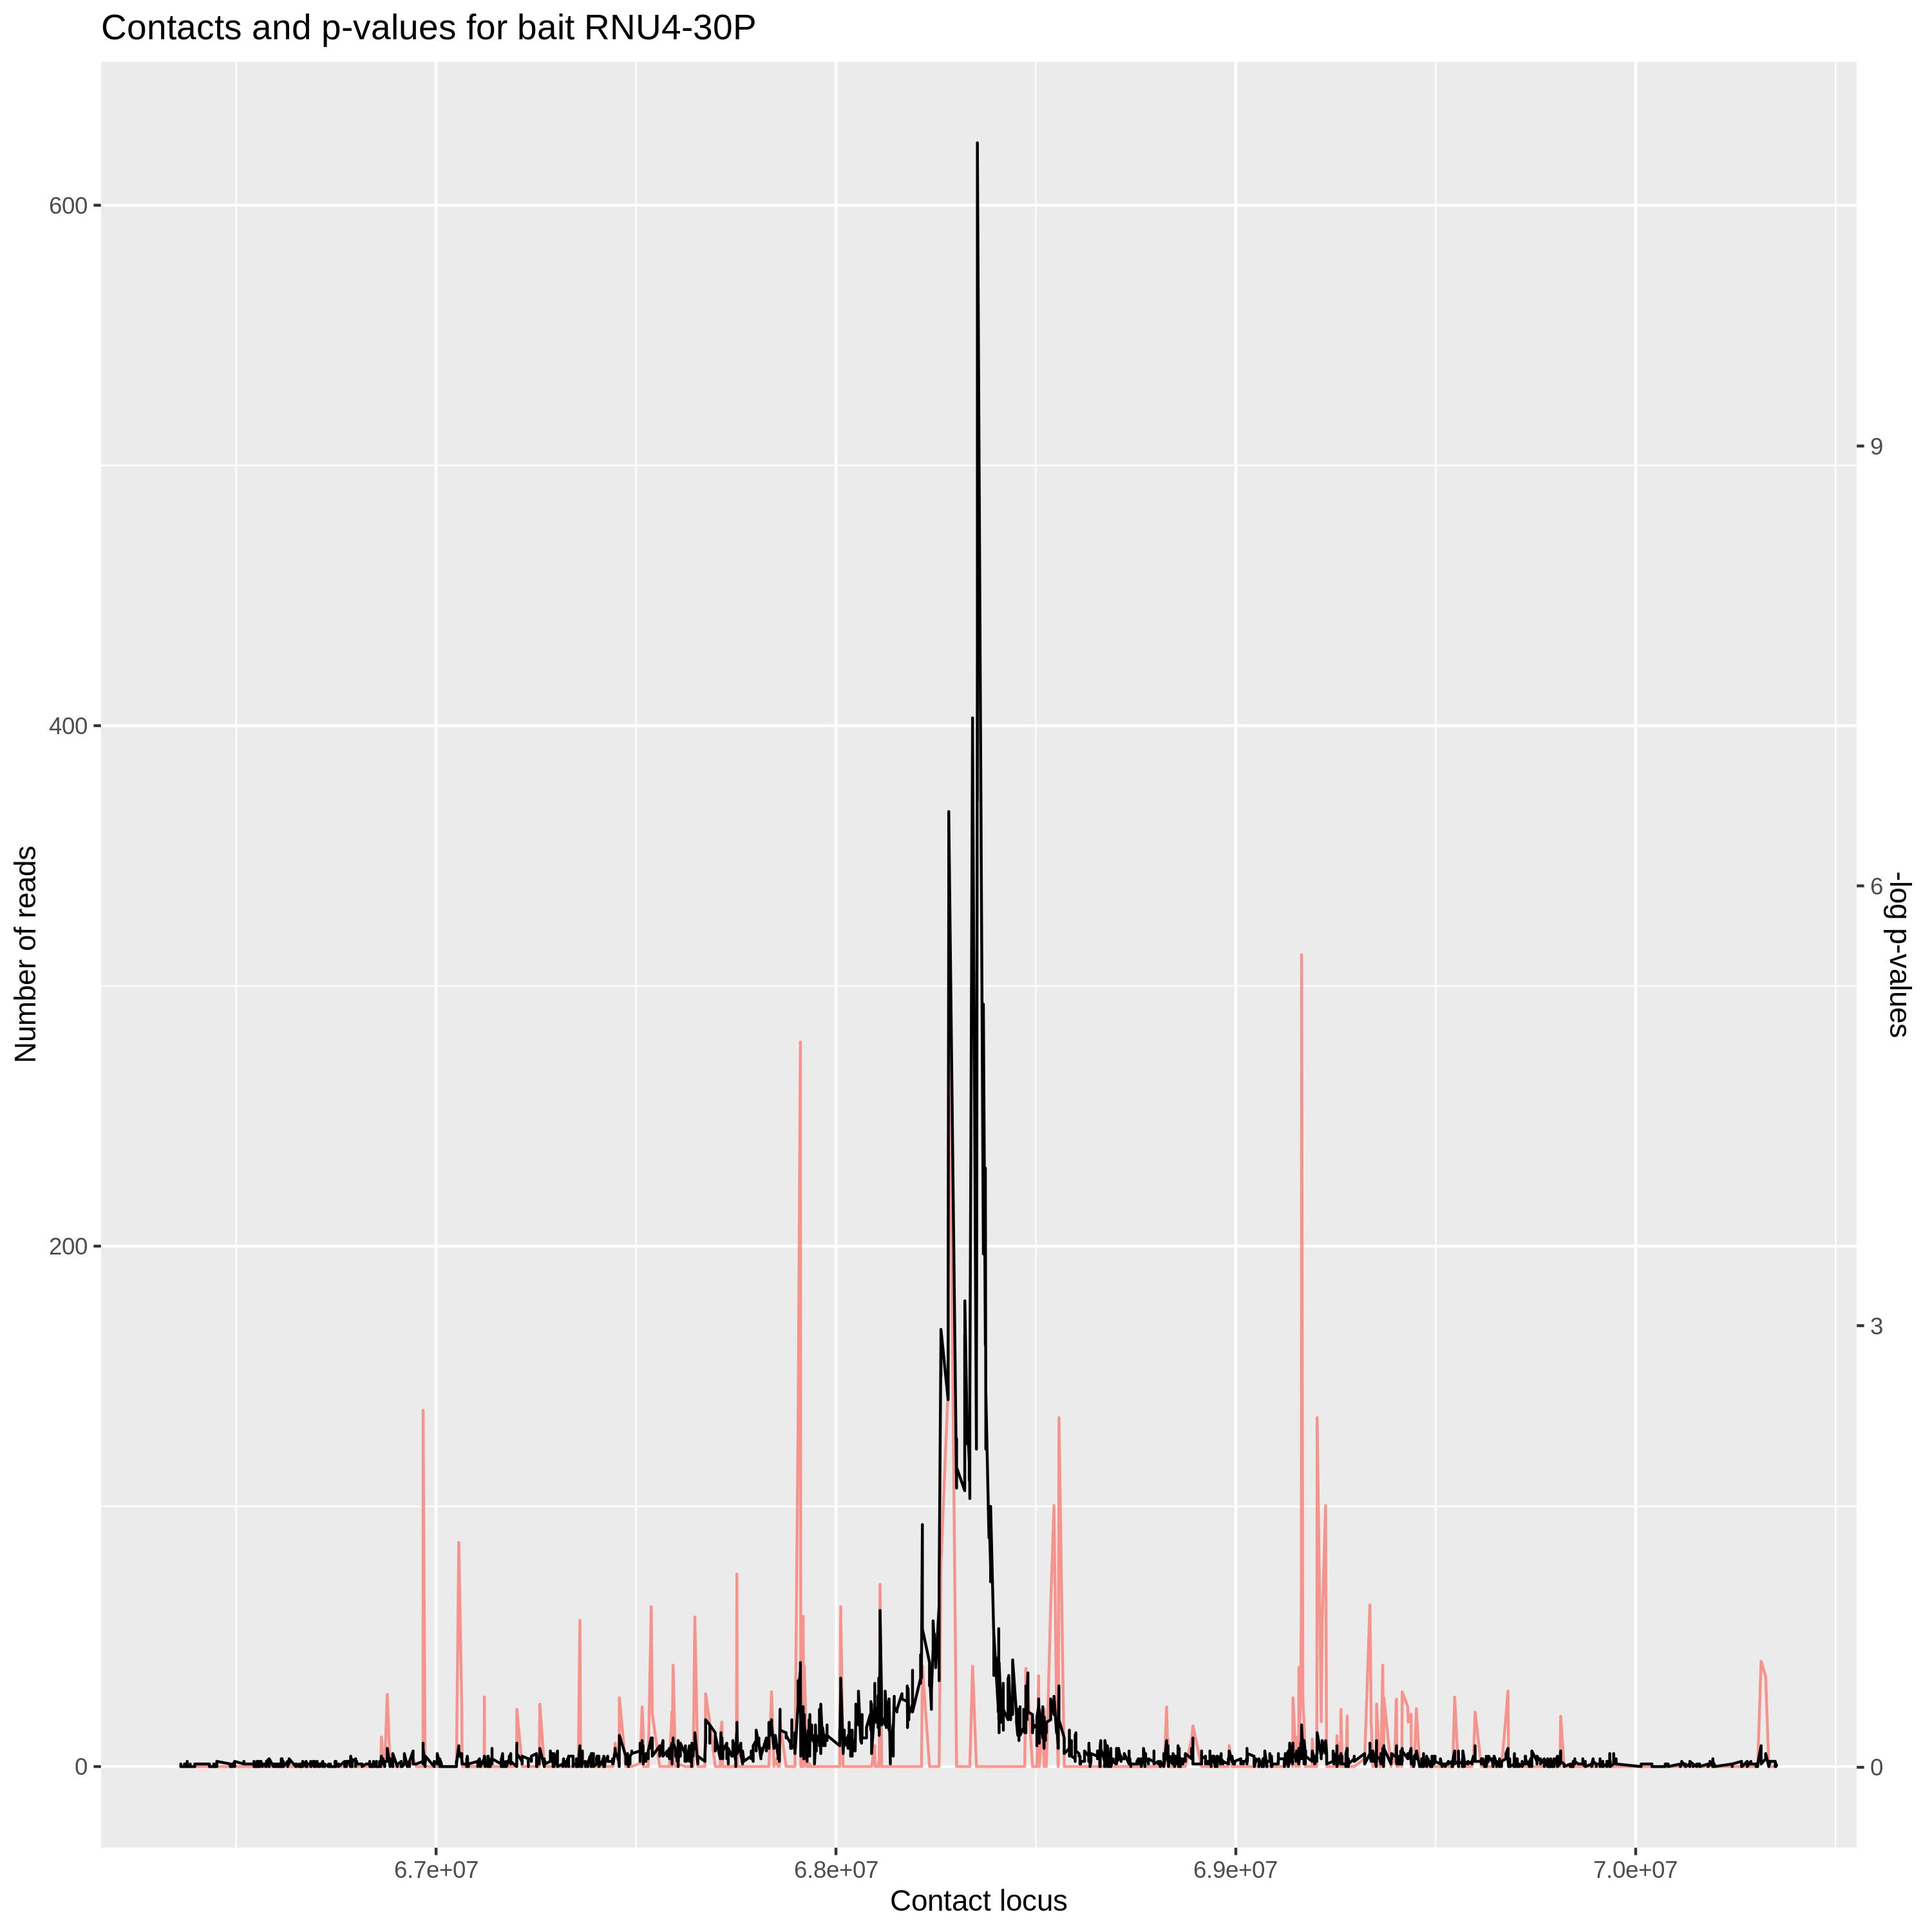 Contacts and p-values for bait RNU4-30P
600
400
200
0
Number of reads
9
6
3
0
-log p-values
6.7e+07 6.8e+07 6.9e+07 7.0e+07
Contact locus